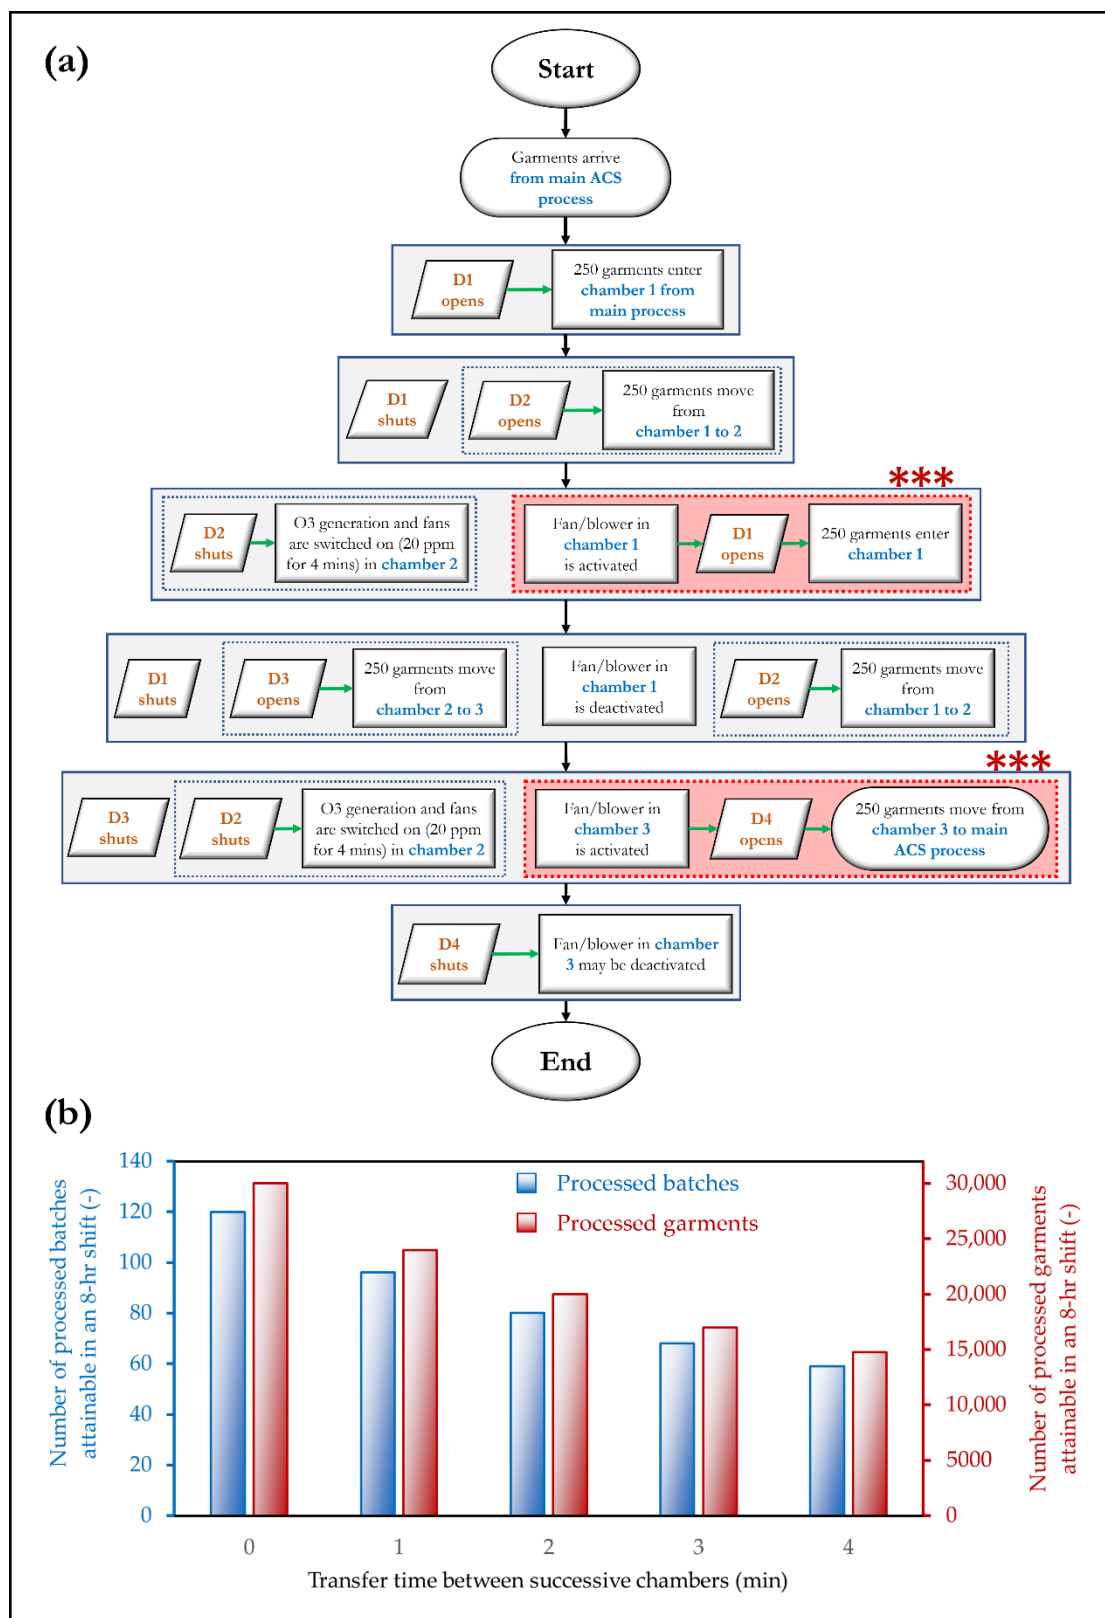 (a)
Start
Garments arrive
from main ACS
process
D1
opens
250 garments enter
chamber 1 from
main process
D1
shuts
D2
opens
250 garments move
from
chamber 1 to 2
***
D2
shuts
O3 generation and fans
are switched on (20 ppm
for 4 mins) in chamber 2
Fan/blower in
chamber 1
is activated
D1
opens
250 garments enter
chamber 1
D1
shuts
D3
opens
250 garments move
from
chamber 2 to 3
Fan/blower in
chamber 1
is deactivated
D2
opens
250 garments move
from
chamber 1 to 2
***
D3
shuts
D2
shuts
O3 generation and fans
are switched on (20 ppm
for 4 mins) in chamber 2
Fan/blower in
chamber 3
is activated
D4
opens
250 garments move from
chamber 3 to main
ACS process
D4
shuts
Fan/blower in chamber
3 may be deactivated
End
(b)
Number of processed batches
attainable in an 8-hr shift (-)
140
120
100
80
60
40
20
0
Processed batches
Processed garments
30,000
25,000
20,000
15,000
10,000
5000
0
Number of processed garments
attainable in an 8-hr shift (-)
0 1 2 3 4
Transfer time between successive chambers (min)